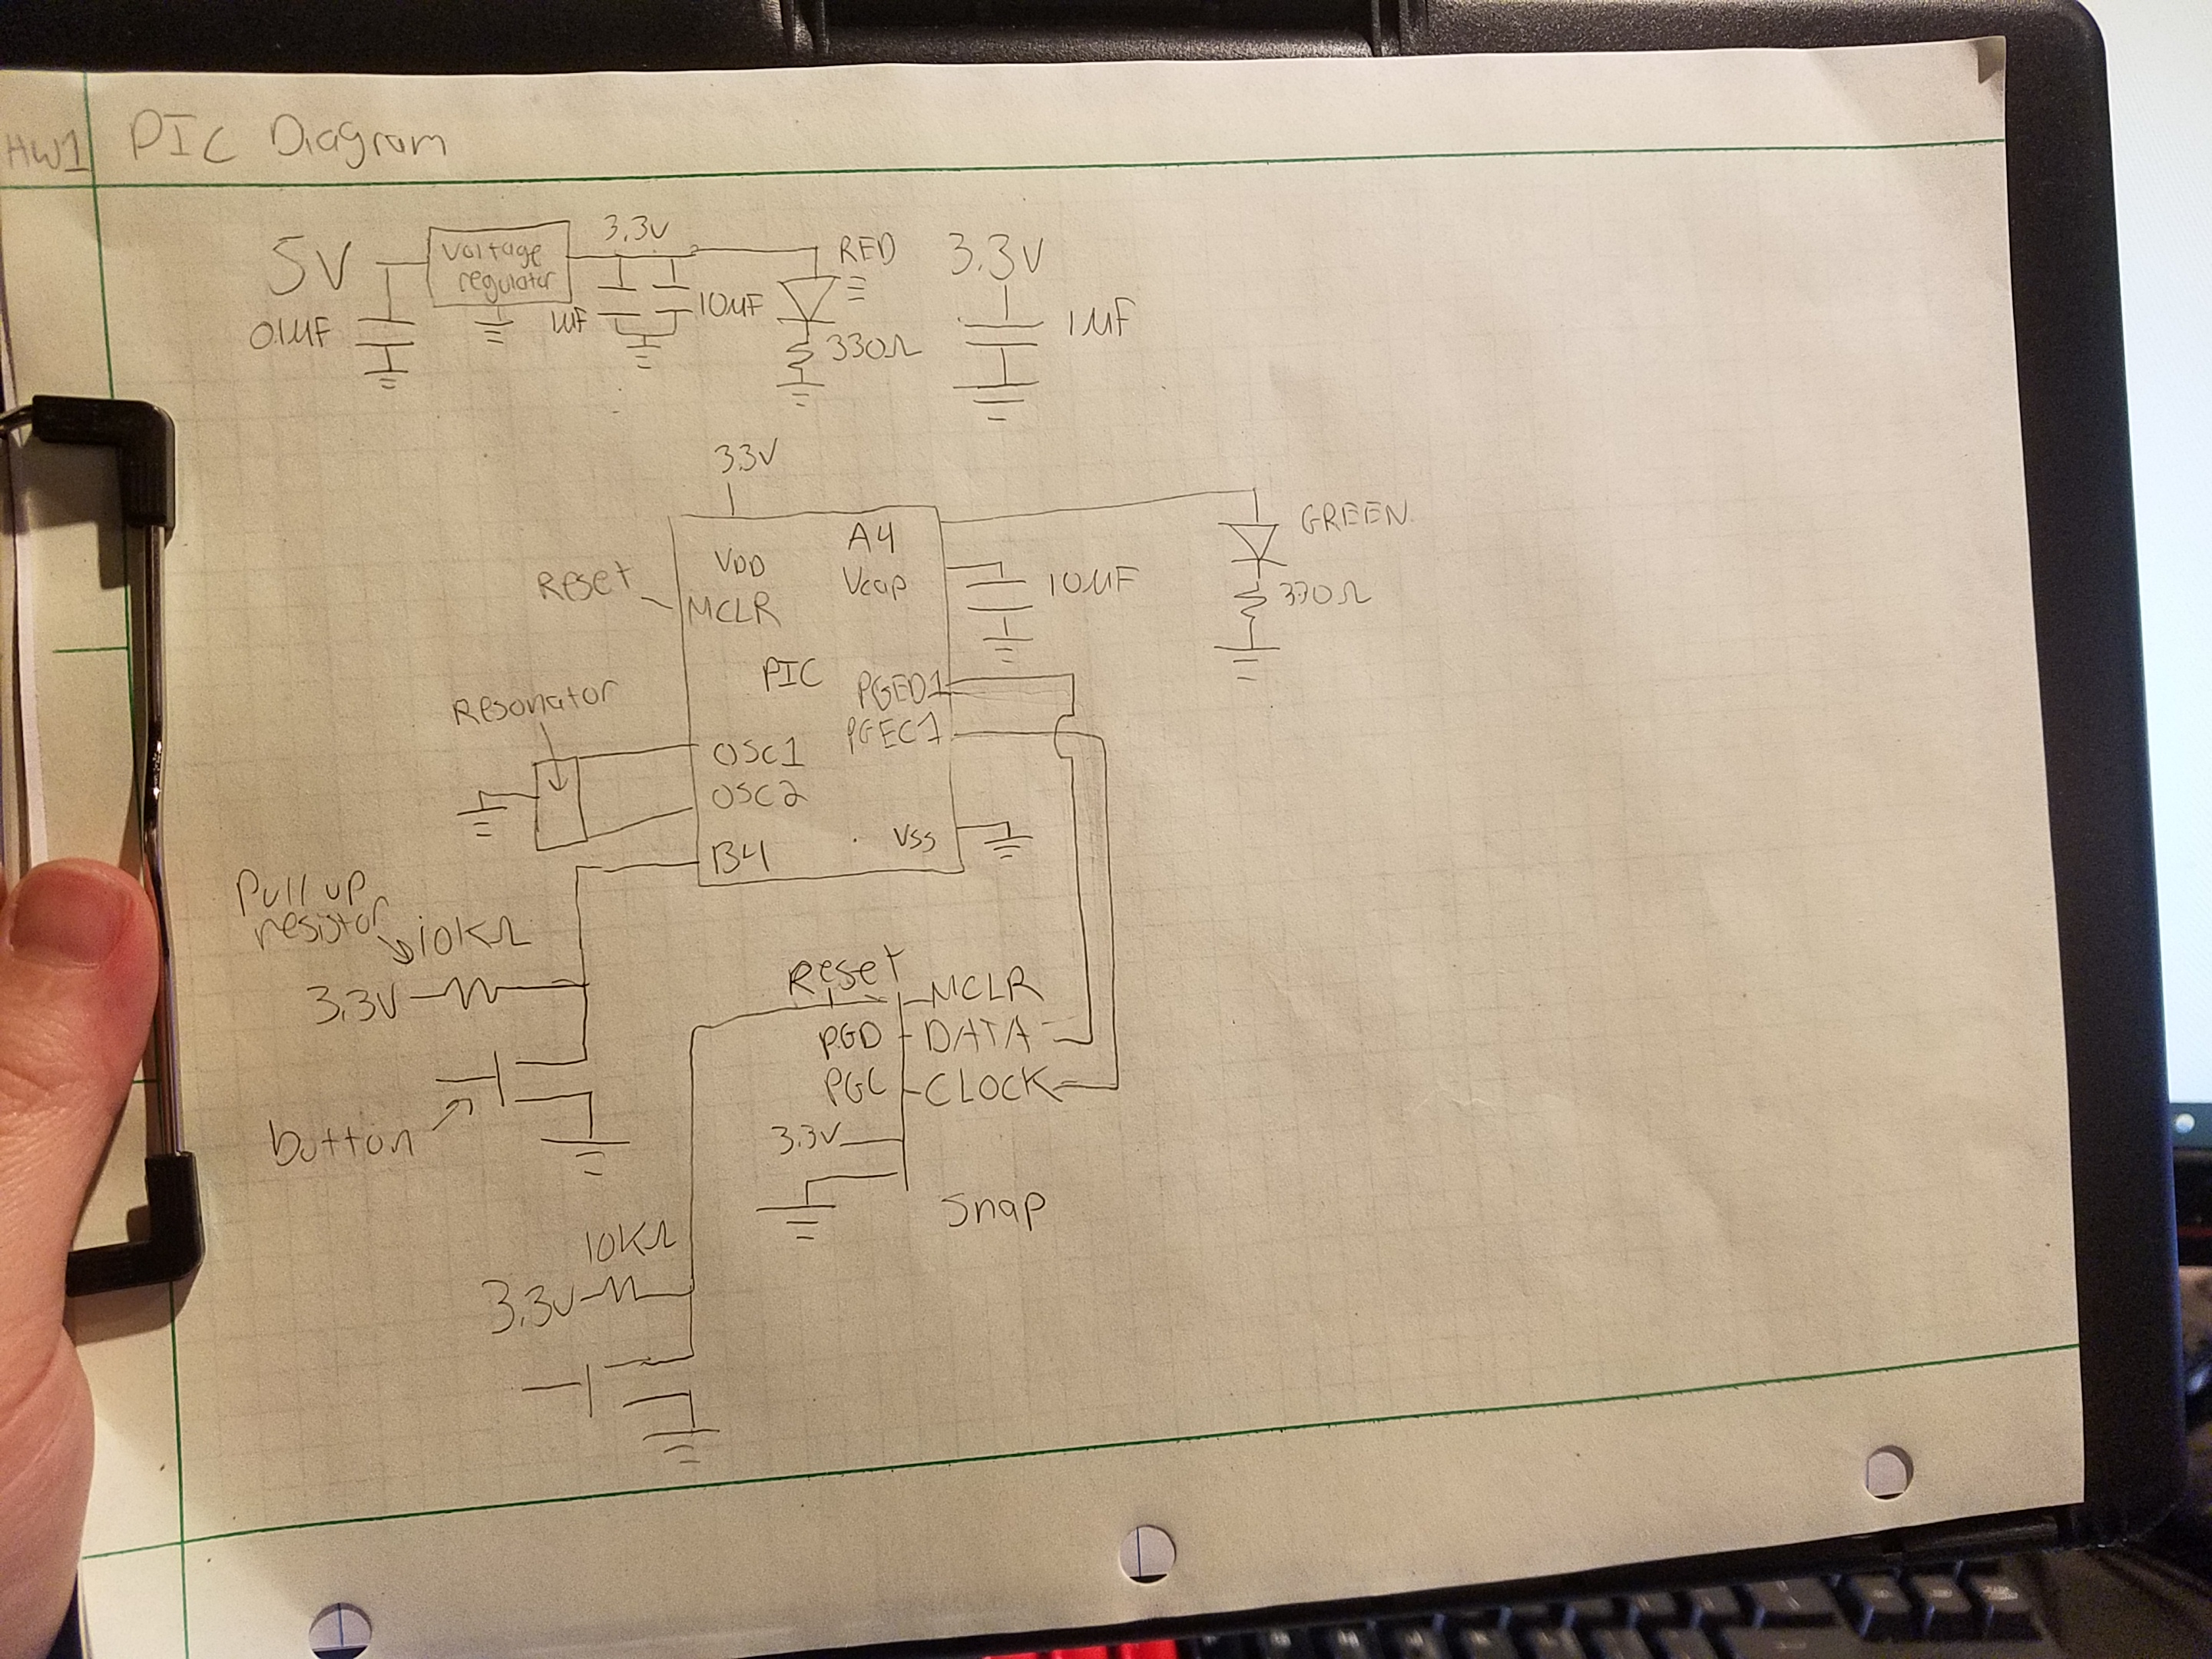 HW1
PIC Diagram
5V
Voltage
regulator
3.3V
RED
3.3V
0.1uF
1uF
10uF
330Ω
1uF
3.3V
A4
VDD
Vcap
Reset
MCLR
10uF
GREEN
330Ω
PIC
PGED1
PGEC1
Resonator
OSC1
OSC2
VSS
B4
Pull up
resistor
10KΩ
3.3V
button
Reset
MCLR
PGD
DATA
PGC
CLOCK
3.3V
Snap
10KΩ
3.3V